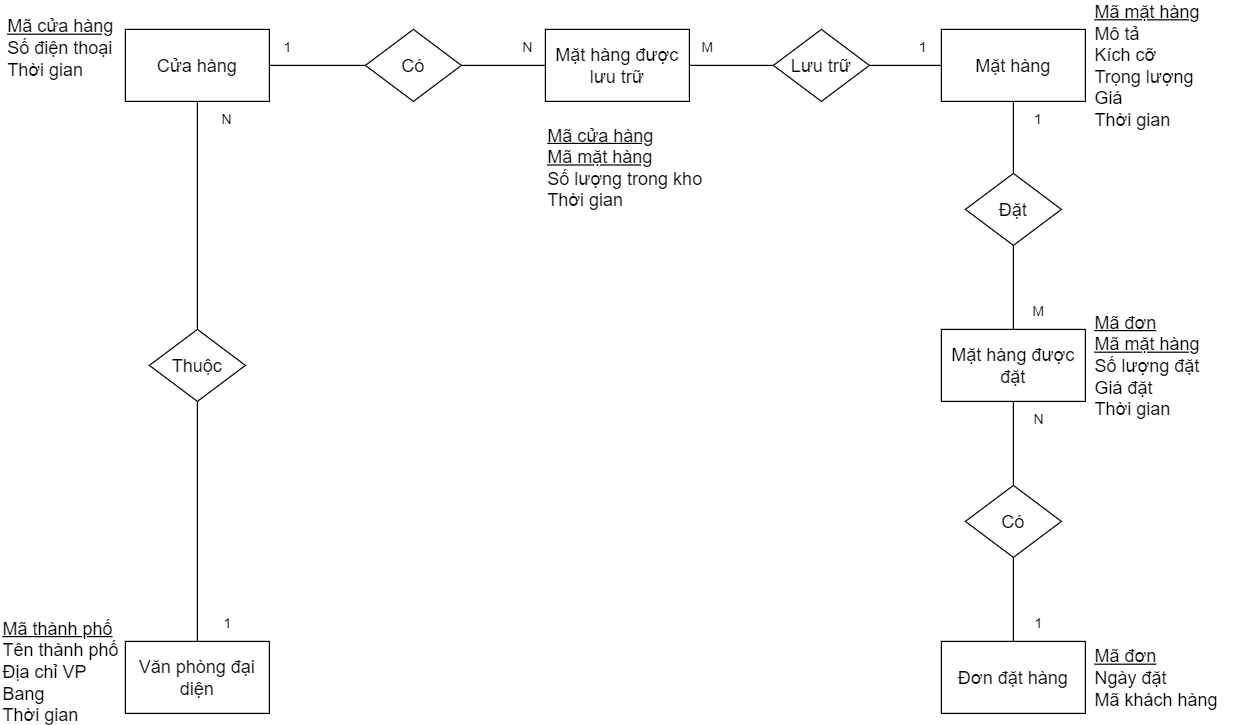 Mã cửa hàng
Số điện thoại
Thời gian
Cửa hàng
1
Có
N
Mặt hàng được
lưu trữ
M
Lưu trữ
1
Mặt hàng
Mã mặt hàng
Mô tả
Kích cỡ
Trọng lượng
Giá
Thời gian
N
Mã cửa hàng
Mã mặt hàng
Số lượng trong kho
Thời gian
1
Đặt
M
Thuộc
Mặt hàng được
đặt
Mã đơn
Mã mặt hàng
Số lượng đặt
Giá đặt
Thời gian
N
Có
1
1
Mã thành phố
Tên thành phố
Địa chỉ VP
Bang
Thời gian
Văn phòng đại
diện
Đơn đặt hàng
Mã đơn
Ngày đặt
Mã khách hàng